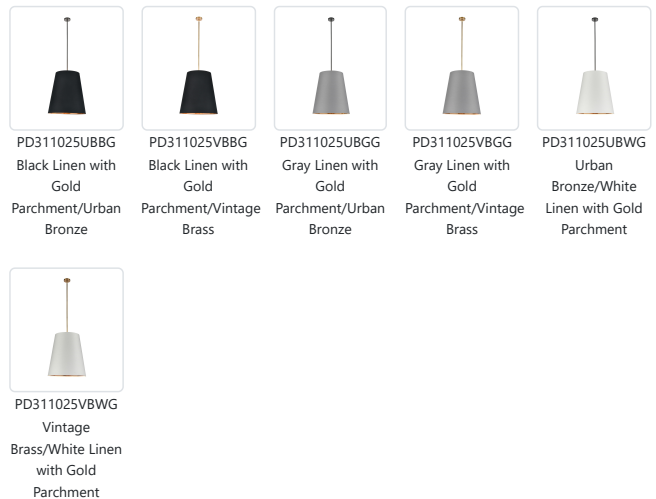 PD311025UBBG
Black Linen with
Gold
Parchment/Urban
Bronze
PD311025VBBG
Black Linen with
Gold
Parchment/Vintage
Brass
PD311025UBGG
Gray Linen with
Gold
Parchment/Urban
Bronze
PD311025VBGG
Gray Linen with
Gold
Parchment/Vintage
Brass
PD311025UBWG
Urban
Bronze/White
Linen with Gold
Parchment
PD311025VBWG
Vintage
Brass/White Linen
with Gold
Parchment